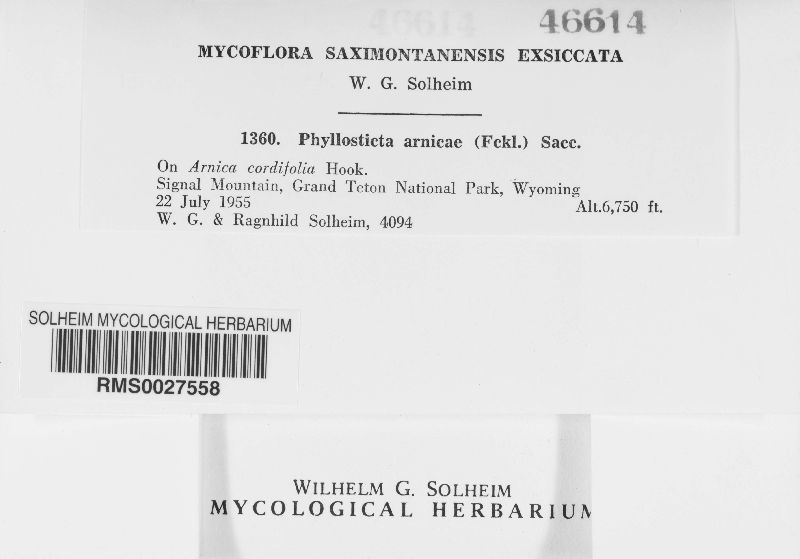 46614
MYCOFLORA SAXIMONTANENSIS EXSICCATA
W. G. Solheim
1360. Phyllosticta arnicae (Fckl.) Sacc.
On Arnica cordifolia Hook.
Signal Mountain, Grand Teton National Park, Wyoming
22 July 1955 Alt.6,750 ft.
W. G. & Ragnhild Solheim, 4094
SOLHEIM MYCOLOGICAL HERBARIUM
RMS0027558
WILHELM G. SOLHEIM
MYCOLOGICAL HERBARIUM